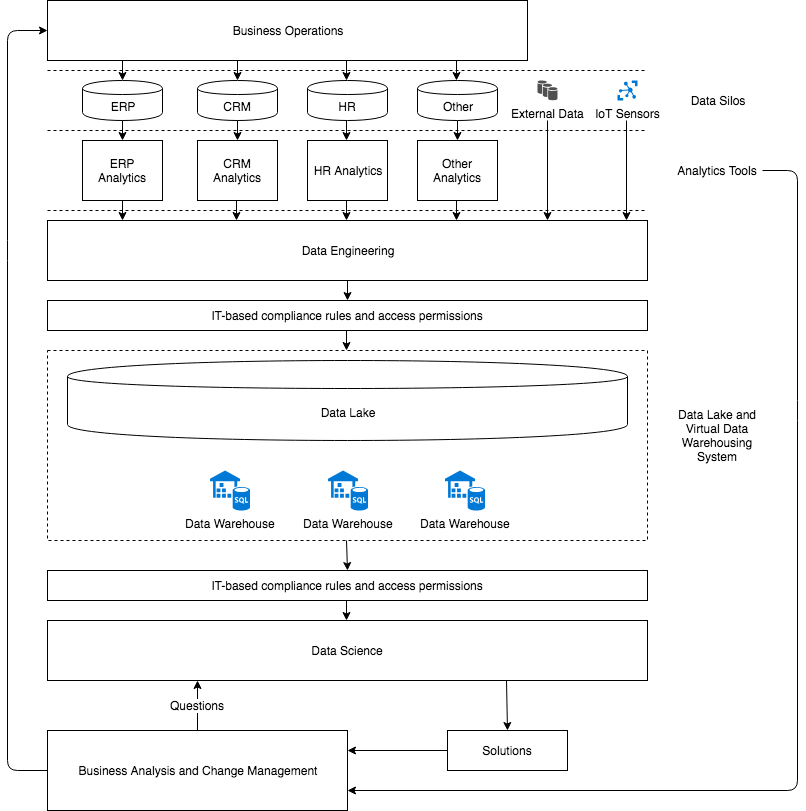 Business Operations
ERP
CRM
HR
Other
External Data
IoT Sensors
Data Silos
ERP
Analytics
CRM
Analytics
HR Analytics
Other
Analytics
Analytics Tools
Data Engineering
IT-based compliance rules and access permissions
Data Lake
Data Lake and
Virtual Data
Warehousing
System
SQL
SQL
SQL
Data Warehouse
Data Warehouse
Data Warehouse
IT-based compliance rules and access permissions
Data Science
Questions
Solutions
Business Analysis and Change Management